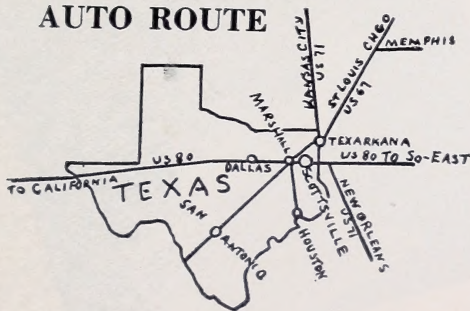 AUTO ROUTE
KANSAS CITY
US 71
ST LOUIS CHGO
US 67
MEMPHIS
MARSHALL
TEXARKANA
US 80
DALLAS
US 80 TO SO-EAST
TO CALIFORNIA
TEXAS
SCOTTSVILLE
NEW ORLEANS
US 71
SAN ANTONIO
HOUSTON